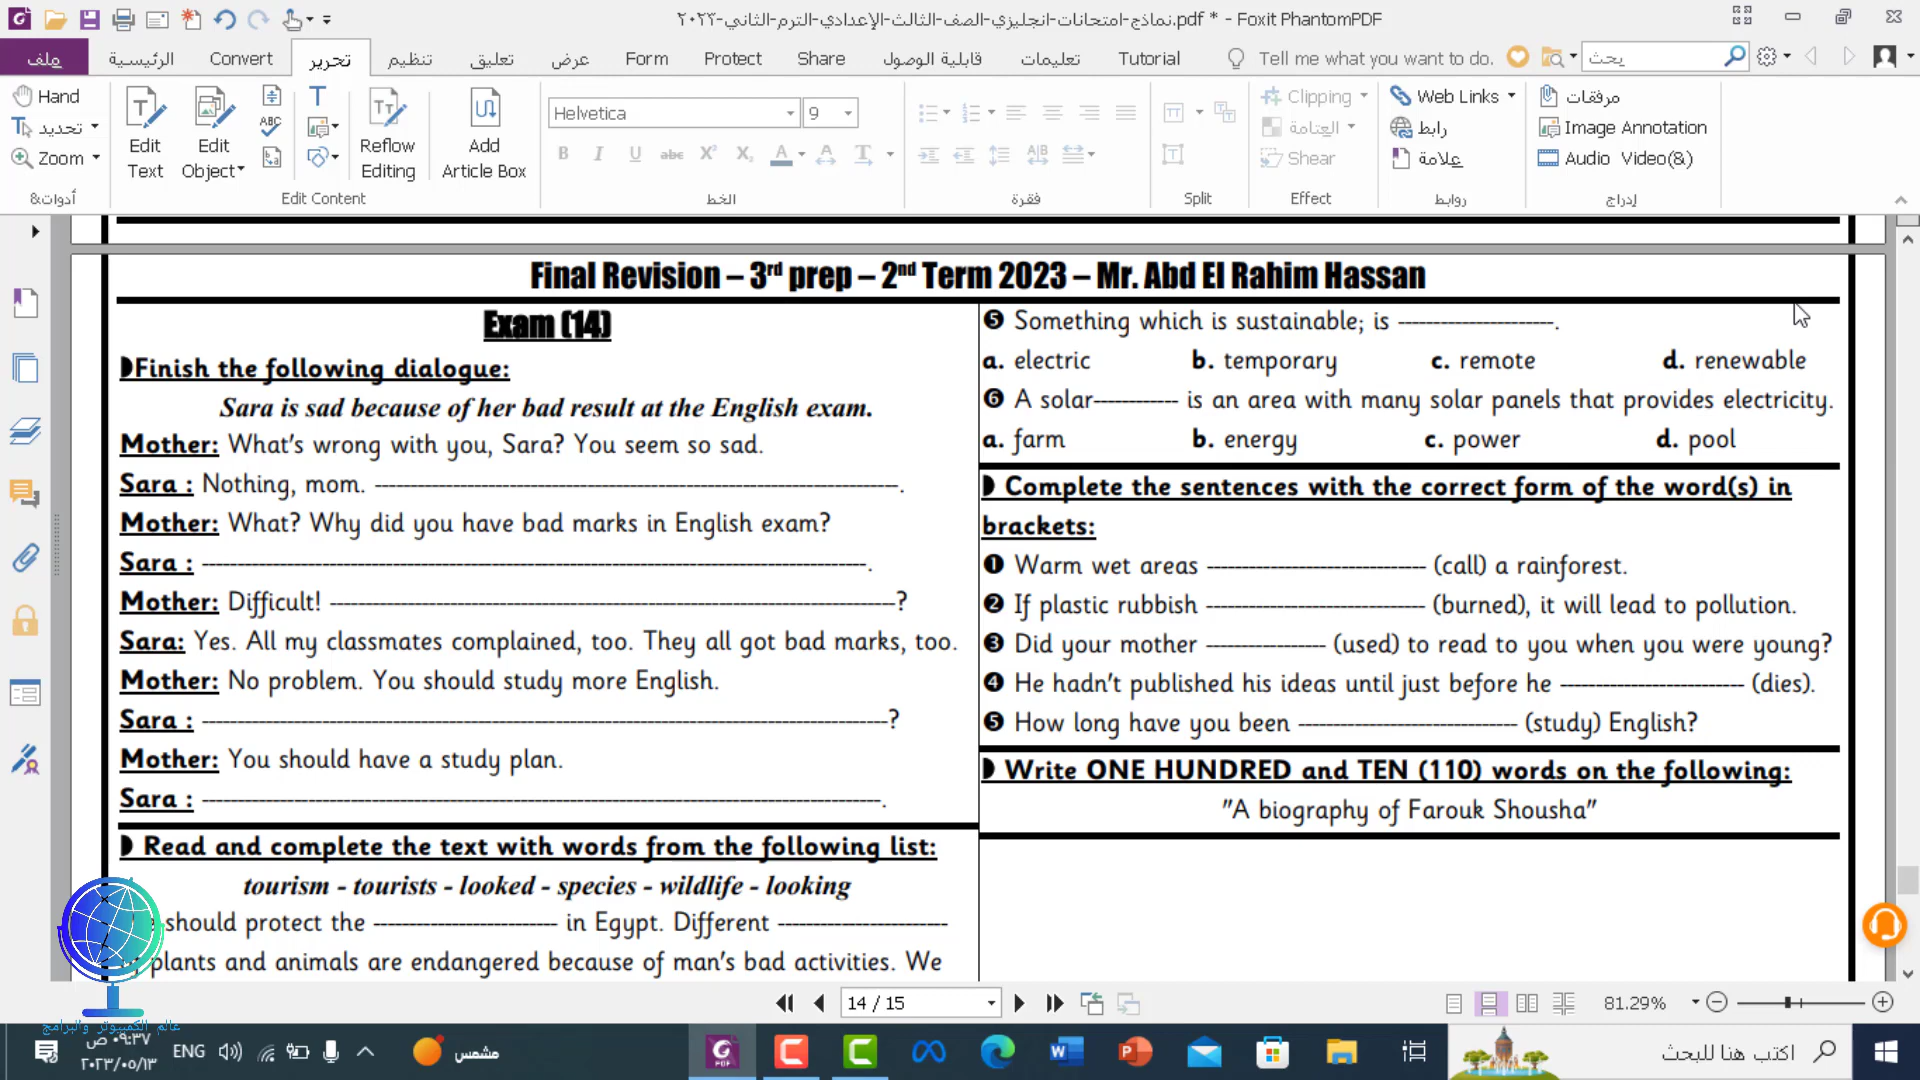 نماذج-امتحانات-انجليزي-الصف-الثالث-الإعدادي-الترم-الثاني-٢٠٢٣.pdf * - Foxit PhantomPDF
ملف الرئيسية Convert تحرير تنظيم تعليق عرض Form Protect Share قابلية الوصول تعليمات Tutorial Tell me what you want to do. بحث
Hand
تحديد
Zoom
أدوات&
Edit Text
Edit Object
Edit Content
Reflow Editing
Add Article Box
Helvetica 9
الخط
فقرة
Split
Clipping
العتامة
Shear
Effect
Web Links
رابط
علامة
روابط
مرفقات
Image Annotation
Audio Video(&)
إدراج
Final Revision – 3rd prep – 2nd Term 2023 – Mr. Abd El Rahim Hassan
Exam (14)
Finish the following dialogue:
Sara is sad because of her bad result at the English exam.
Mother: What's wrong with you, Sara? You seem so sad.
Sara : Nothing, mom. ------------------------------.
Mother: What? Why did you have bad marks in English exam?
Sara : ------------------------------.
Mother: Difficult! ------------------------------?
Sara: Yes. All my classmates complained, too. They all got bad marks, too.
Mother: No problem. You should study more English.
Sara : ------------------------------?
Mother: You should have a study plan.
Sara : ------------------------------.
Read and complete the text with words from the following list:
tourism - tourists - looked - species - wildlife - looking
should protect the -------------------- in Egypt. Different --------------------
plants and animals are endangered because of man's bad activities. We
❺ Something which is sustainable; is --------------------.
a. electric b. temporary c. remote d. renewable
❻ A solar------------ is an area with many solar panels that provides electricity.
a. farm b. energy c. power d. pool
Complete the sentences with the correct form of the word(s) in
brackets:
❶ Warm wet areas -------------------- (call) a rainforest.
❷ If plastic rubbish -------------------- (burned), it will lead to pollution.
❸ Did your mother --------------- (used) to read to you when you were young?
❹ He hadn't published his ideas until just before he -------------------- (dies).
❺ How long have you been -------------------- (study) English?
Write ONE HUNDRED and TEN (110) words on the following:
"A biography of Farouk Shousha"
عالم الكمبيوتر والبرامج
14 / 15
81.29%
٠٩:٣٧ ص
٢٠٢٣/٠٥/١٣
ENG
مشمس
اكتب هنا للبحث